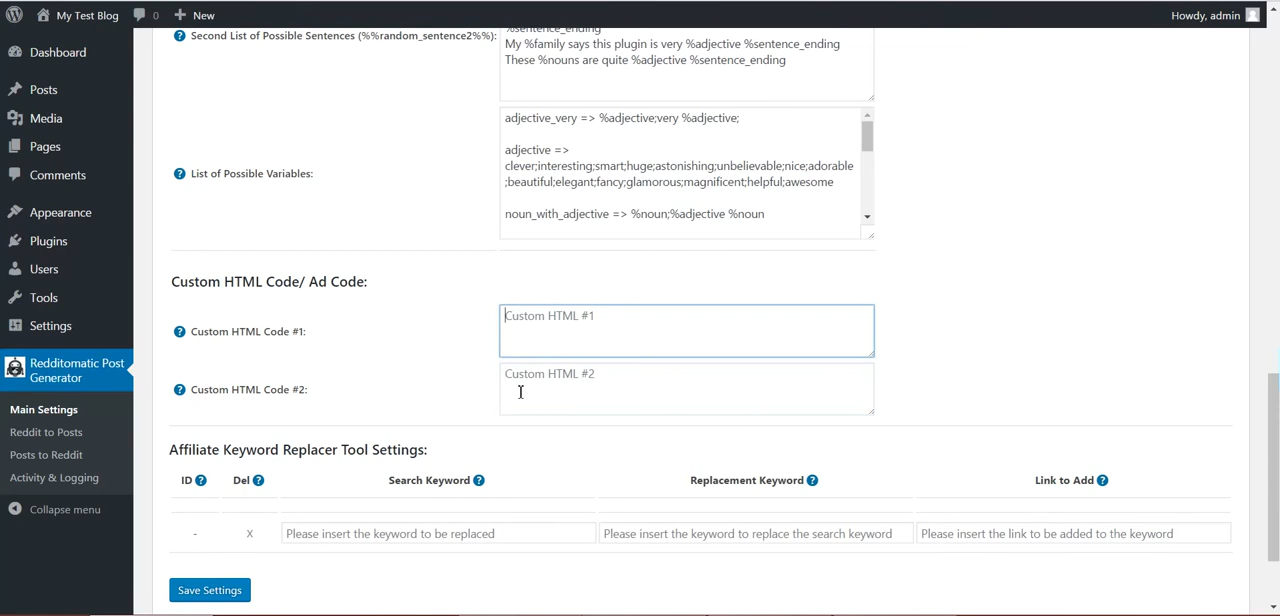 My Test Blog
0
New
Howdy, admin
Dashboard
Posts
Media
Pages
Comments
Appearance
Plugins
Users
Tools
Settings
Redditomatic Post
Generator
Main Settings
Reddit to Posts
Posts to Reddit
Activity & Logging
Collapse menu
? Second List of Possible Sentences (%%random_sentence2%%):
%sentence_ending
My %family says this plugin is very %adjective %sentence_ending
These %nouns are quite %adjective %sentence_ending
? List of Possible Variables:
adjective_very => %adjective;very %adjective;
adjective =>
clever;interesting;smart;huge;astonishing;unbelievable;nice;adorable
;beautiful;elegant;fancy;glamorous;magnificent;helpful;awesome
noun_with_adjective => %noun;%adjective %noun
Custom HTML Code/ Ad Code:
? Custom HTML Code #1:
Custom HTML #1
? Custom HTML Code #2:
Custom HTML #2
Affiliate Keyword Replacer Tool Settings:
ID ? Del ? Search Keyword ? Replacement Keyword ? Link to Add ?
- X Please insert the keyword to be replaced Please insert the keyword to replace the search keyword Please insert the link to be added to the keyword
Save Settings